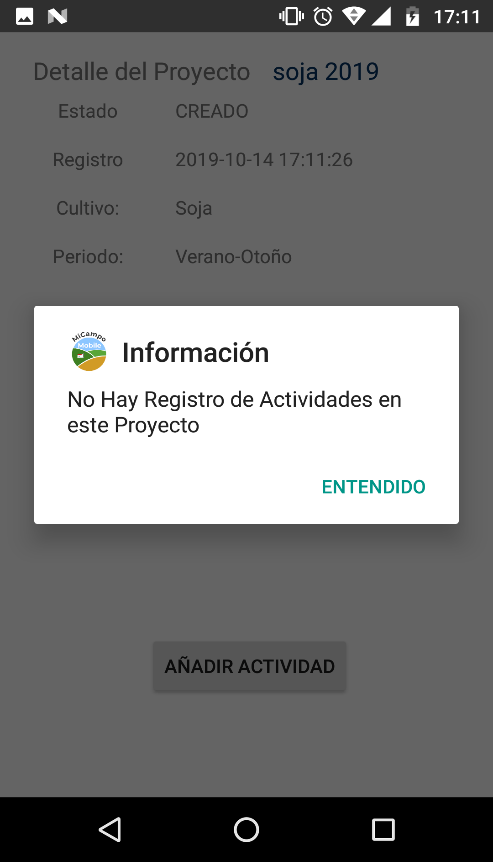 17:11
Detalle del Proyecto soja 2019
Estado CREADO
Registro 2019-10-14 17:11:26
Cultivo: Soja
Periodo: Verano-Otoño
MiCampo
Mobile
Información
No Hay Registro de Actividades en
este Proyecto
ENTENDIDO
AÑADIR ACTIVIDAD